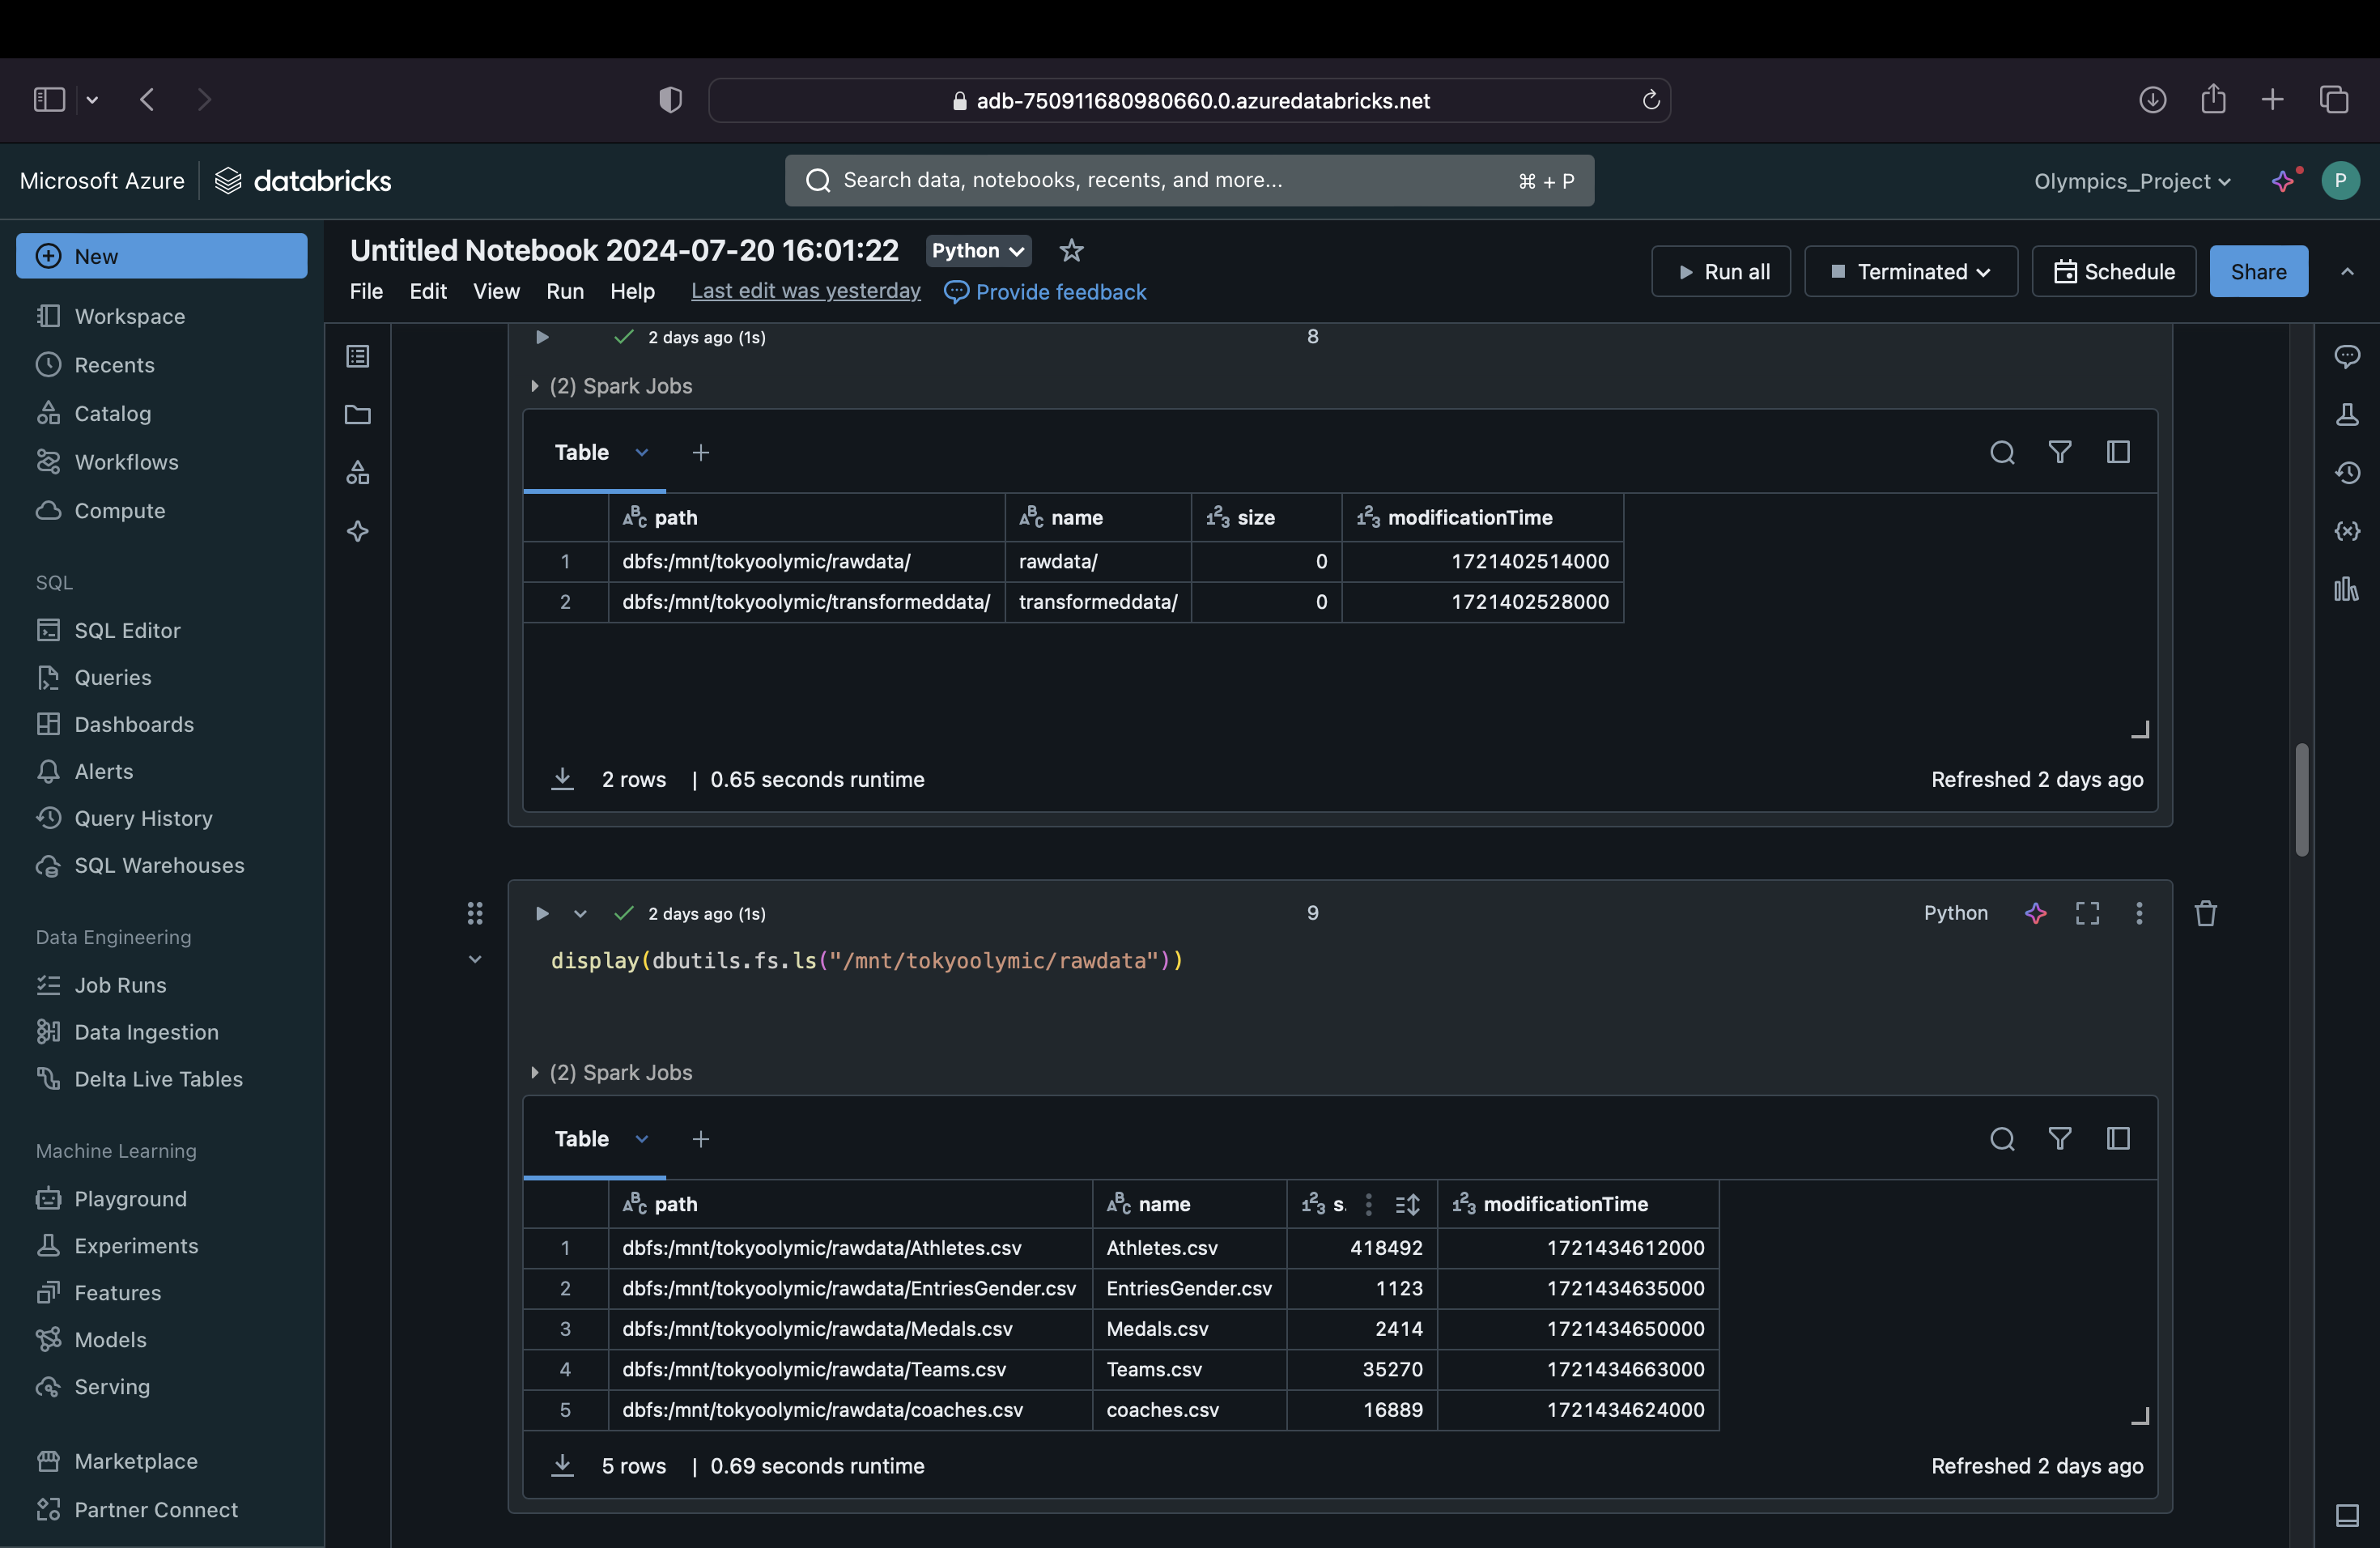 adb-750911680980660.0.azuredatabricks.net
Microsoft Azure databricks Search data, notebooks, recents, and more... ⌘ + P Olympics_Project P
New
Workspace
Recents
Catalog
Workflows
Compute
SQL
SQL Editor
Queries
Dashboards
Alerts
Query History
SQL Warehouses
Data Engineering
Job Runs
Data Ingestion
Delta Live Tables
Machine Learning
Playground
Experiments
Features
Models
Serving
Marketplace
Partner Connect
Untitled Notebook 2024-07-20 16:01:22 Python
File Edit View Run Help Last edit was yesterday Provide feedback
Run all Terminated Schedule Share
2 days ago (1s) 8
(2) Spark Jobs
Table +
path name size modificationTime
1 dbfs:/mnt/tokyoolymic/rawdata/ rawdata/ 0 1721402514000
2 dbfs:/mnt/tokyoolymic/transformeddata/ transformeddata/ 0 1721402528000
2 rows | 0.65 seconds runtime Refreshed 2 days ago
2 days ago (1s) 9 Python
display(dbutils.fs.ls("/mnt/tokyoolymic/rawdata"))
(2) Spark Jobs
Table +
path name s. modificationTime
1 dbfs:/mnt/tokyoolymic/rawdata/Athletes.csv Athletes.csv 418492 1721434612000
2 dbfs:/mnt/tokyoolymic/rawdata/EntriesGender.csv EntriesGender.csv 1123 1721434635000
3 dbfs:/mnt/tokyoolymic/rawdata/Medals.csv Medals.csv 2414 1721434650000
4 dbfs:/mnt/tokyoolymic/rawdata/Teams.csv Teams.csv 35270 1721434663000
5 dbfs:/mnt/tokyoolymic/rawdata/coaches.csv coaches.csv 16889 1721434624000
5 rows | 0.69 seconds runtime Refreshed 2 days ago